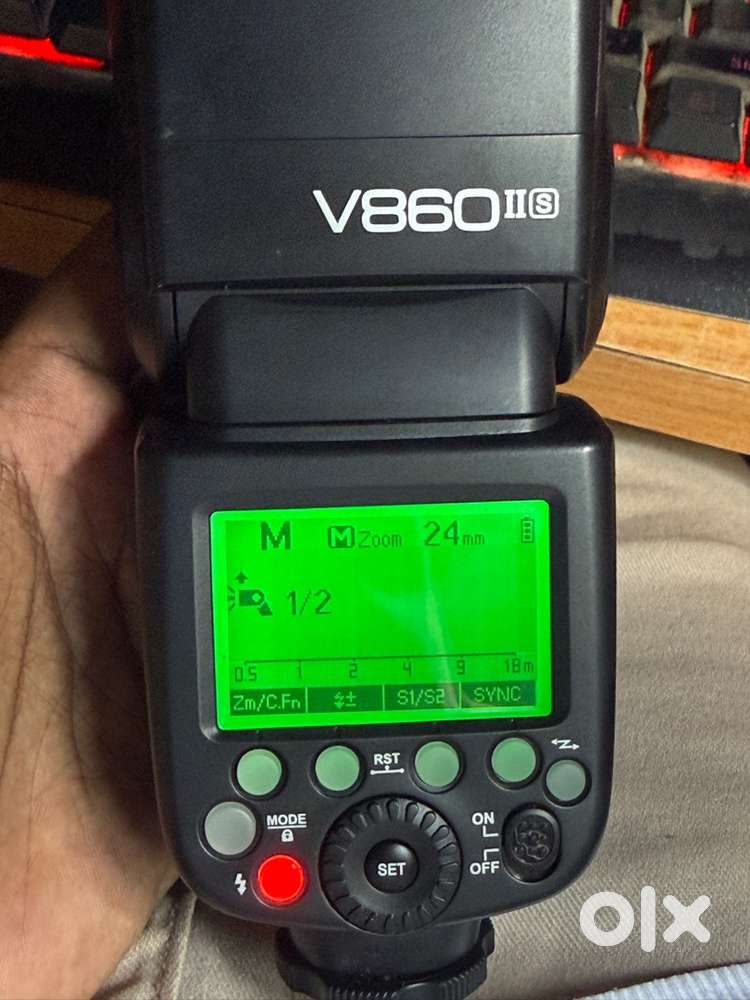 V860IIS
M M Zoom 24mm
1/2
0.5 1 2 4 9 18m
Zm/C.Fn ± S1/S2 SYNC
RST
MODE
ON
SET
OFF
olx